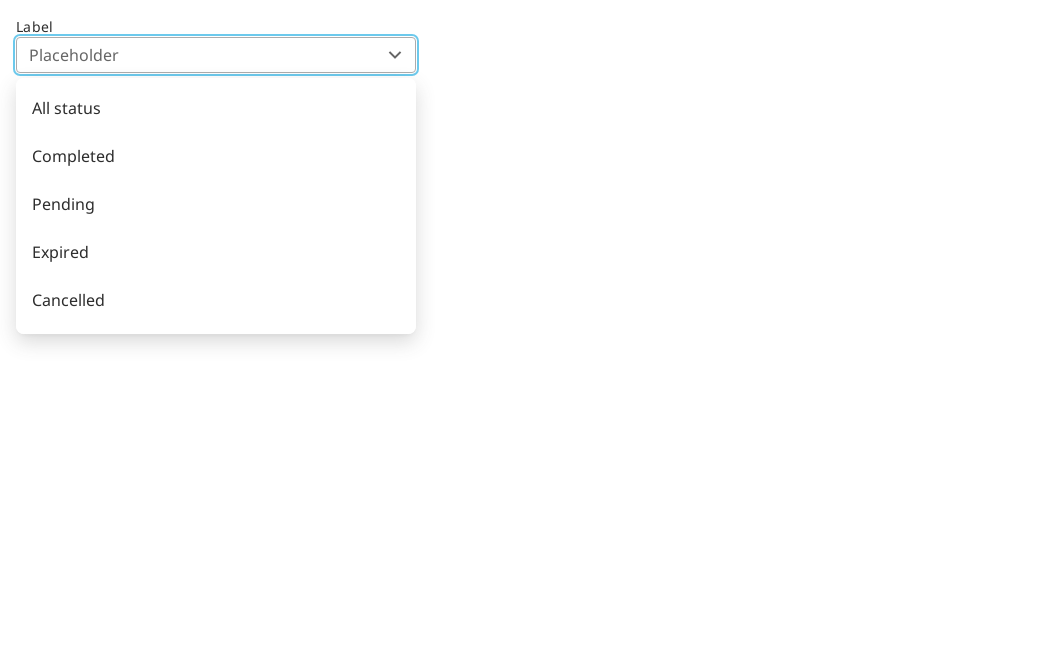 Label
Placeholder
All status
Completed
Pending
Expired
Cancelled